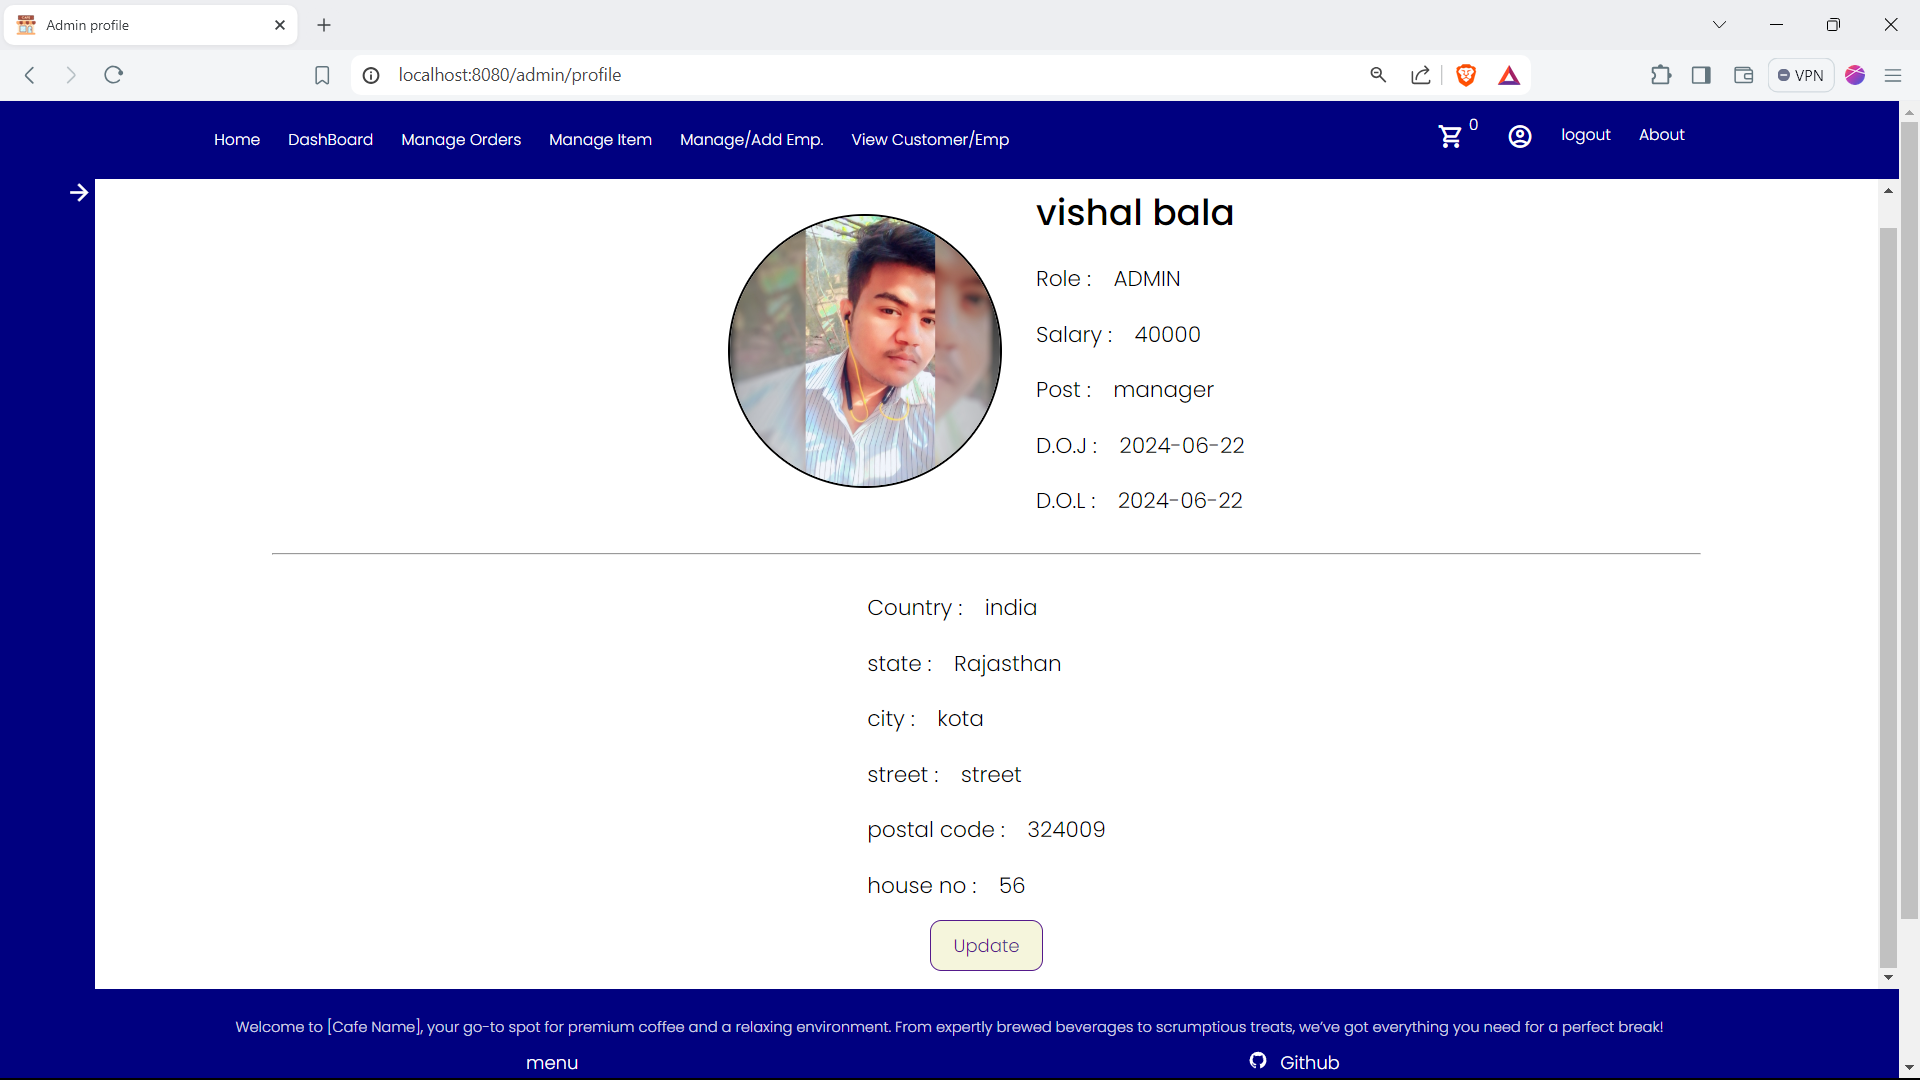 Admin profile
localhost:8080/admin/profile
VPN
Home DashBoard Manage Orders Manage Item Manage/Add Emp. View Customer/Emp 0 logout About
vishal bala
Role : ADMIN
Salary : 40000
Post : manager
D.O.J : 2024-06-22
D.O.L : 2024-06-22
Country : india
state : Rajasthan
city : kota
street : street
postal code : 324009
house no : 56
Update
Welcome to [Cafe Name], your go-to spot for premium coffee and a relaxing environment. From expertly brewed beverages to scrumptious treats, we’ve got everything you need for a perfect break!
menu Github